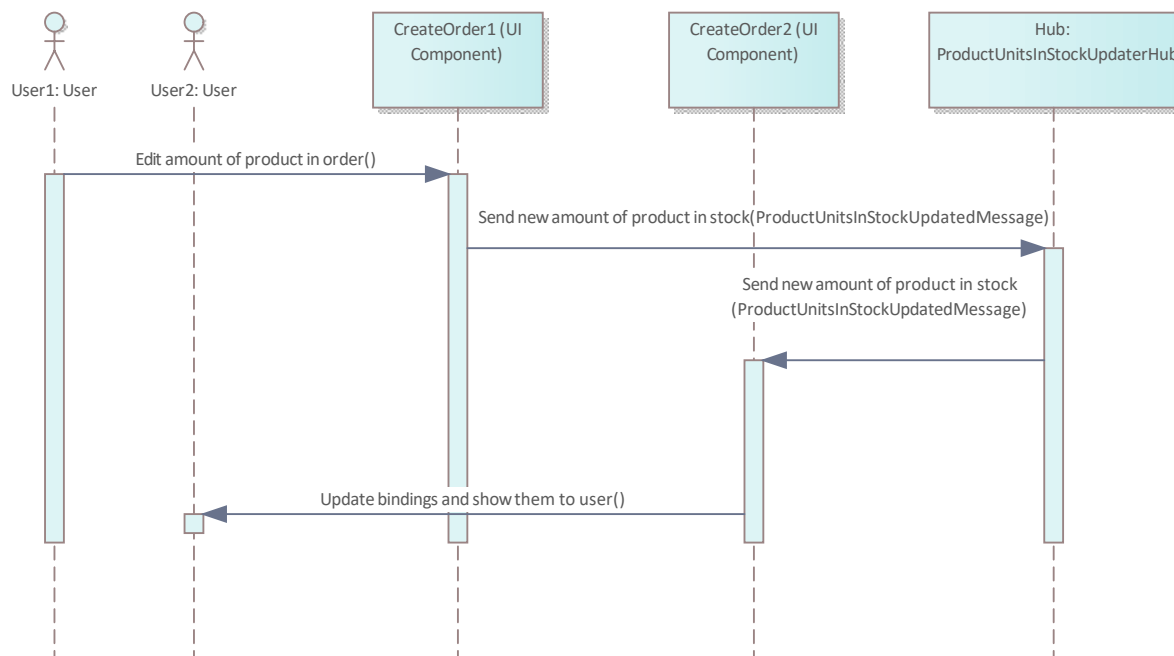 CreateOrder1 (UI
Component)
CreateOrder2 (UI
Component)
Hub:
ProductUnitsInStockUpdaterHub
User1: User
User2: User
Edit amount of product in order()
Send new amount of product in stock(ProductUnitsInStockUpdatedMessage)
Send new amount of product in stock
(ProductUnitsInStockUpdatedMessage)
Update bindings and show them to user()